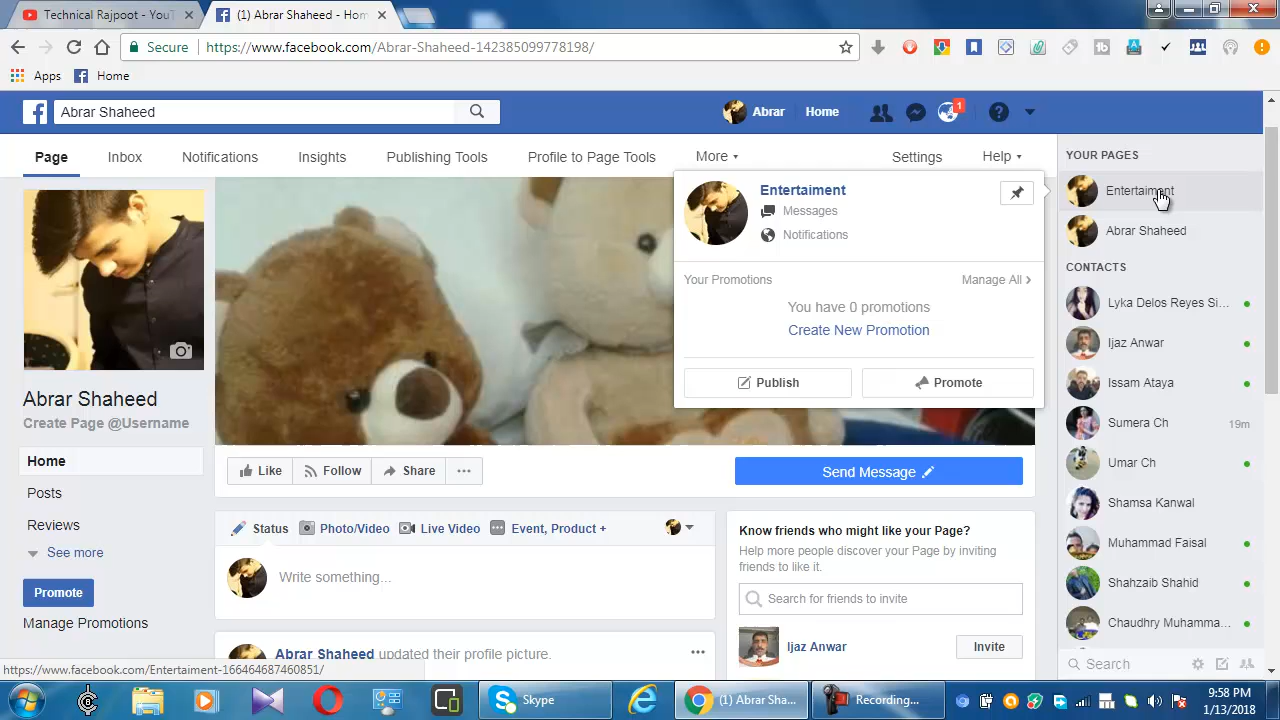 Technical Rajpoot - YouT
(1) Abrar Shaheed - Hom
Secure
https://www.facebook.com/Abrar-Shaheed-142385099778198/
Apps
Home
Abrar Shaheed
Abrar
Home
1
Page
Inbox
Notifications
Insights
Publishing Tools
Profile to Page Tools
More
Settings
Help
YOUR PAGES
Entertaiment
Abrar Shaheed
Entertaiment
Messages
Notifications
Your Promotions
Manage All
You have 0 promotions
Create New Promotion
Publish
Promote
CONTACTS
Lyka Delos Reyes Si...
Ijaz Anwar
Issam Ataya
Sumera Ch
19m
Umar Ch
Shamsa Kanwal
Muhammad Faisal
Shahzaib Shahid
Chaudhry Muhamma...
Search
Abrar Shaheed
Create Page @Username
Home
Posts
Reviews
See more
Promote
Manage Promotions
Like
Follow
Share
Send Message
Status
Photo/Video
Live Video
Event, Product +
Write something...
Know friends who might like your Page?
Help more people discover your Page by inviting
friends to like it.
Search for friends to invite
Ijaz Anwar
Invite
Abrar Shaheed updated their profile picture.
https://www.facebook.com/Entertaiment-166464687460851/
Skype
(1) Abrar Sha...
Recording...
9:58 PM
1/13/2018